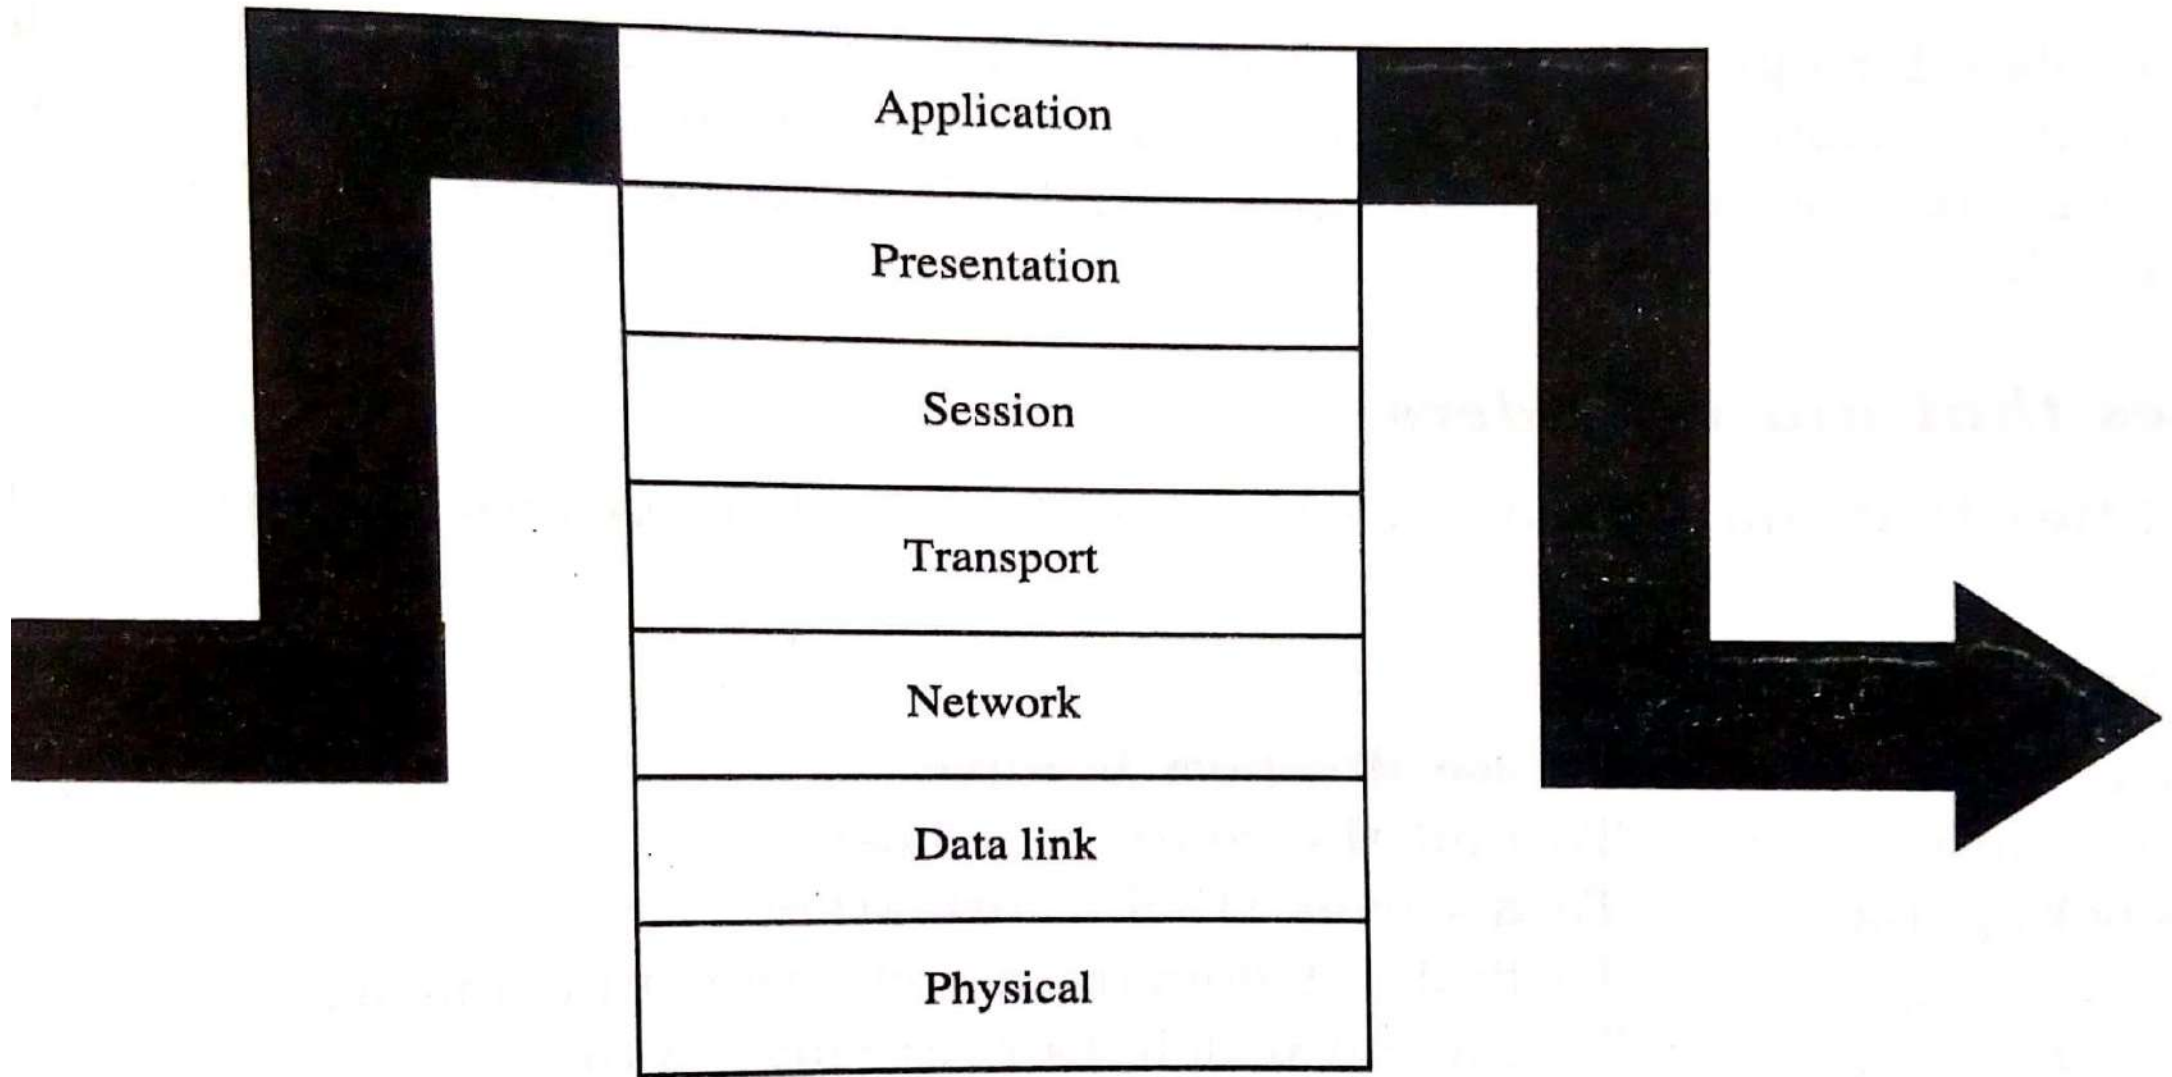 Application
Presentation
Session
Transport
Network
Data link
Physical